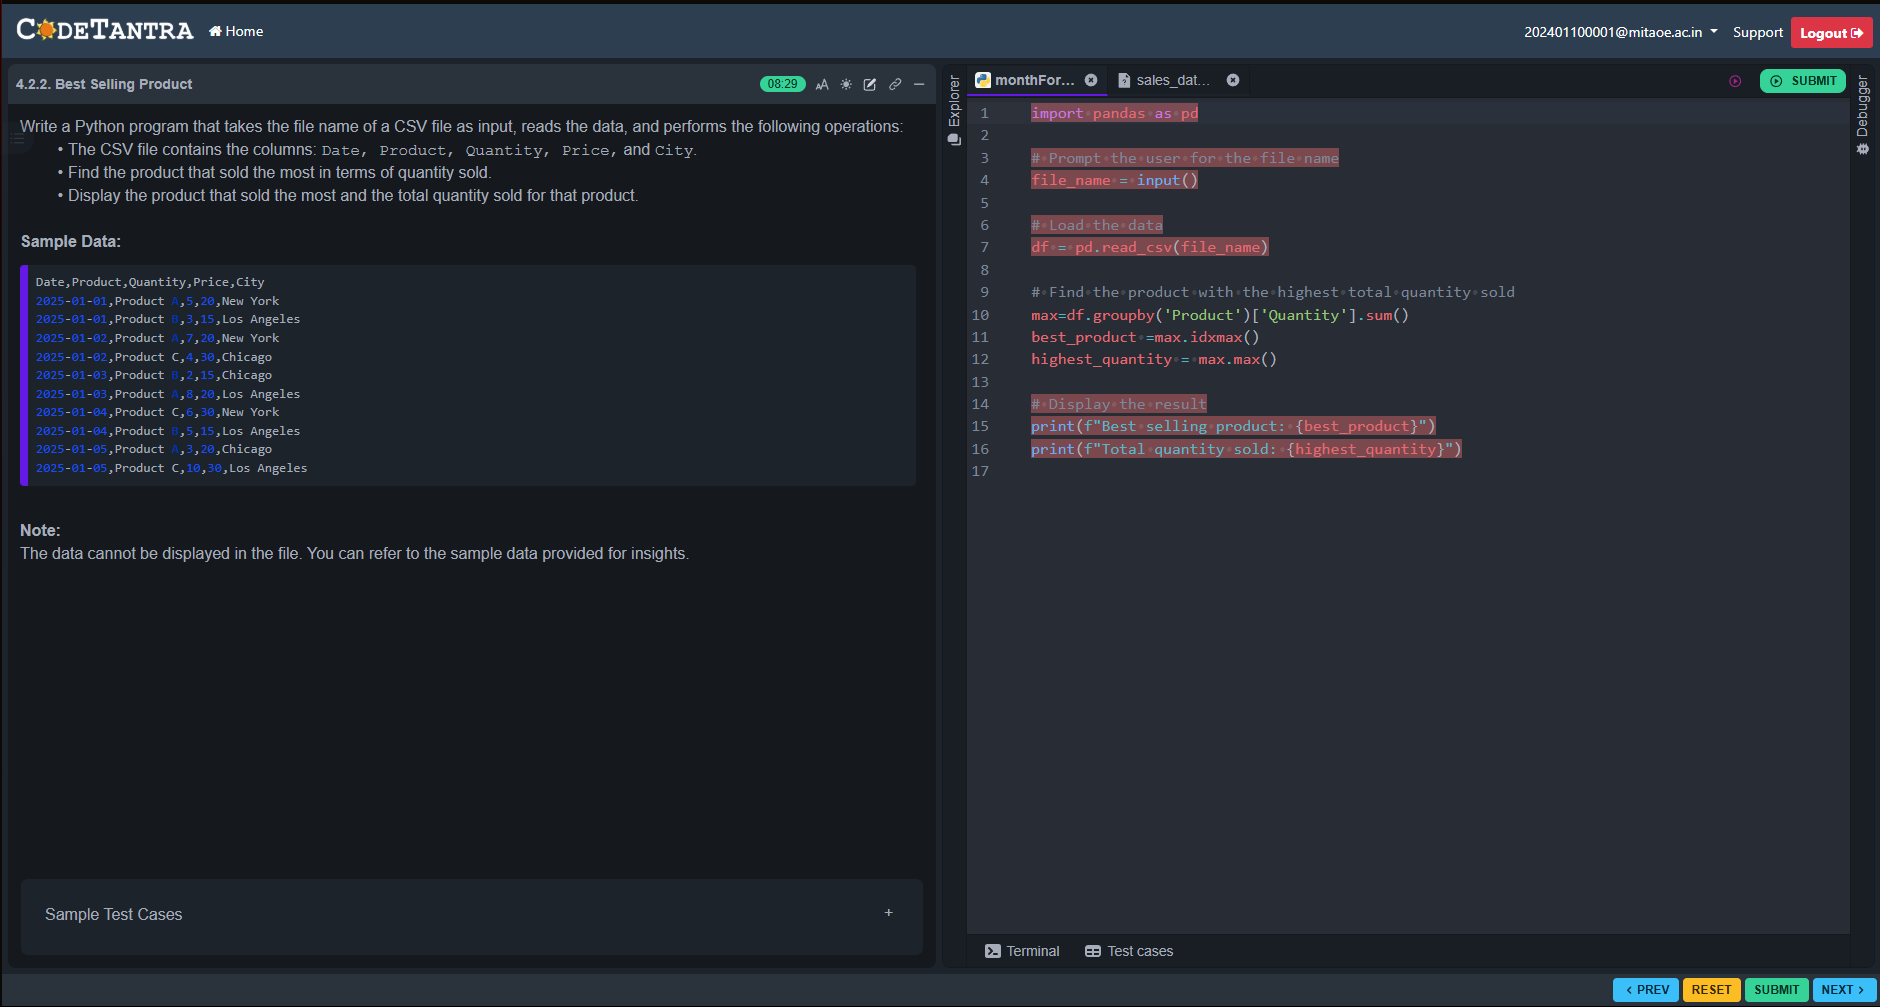 CODETANTRA Home 202401100001@mitaoe.ac.in Support Logout
4.2.2. Best Selling Product 08:29 AA
Write a Python program that takes the file name of a CSV file as input, reads the data, and performs the following operations:
• The CSV file contains the columns: Date, Product, Quantity, Price, and City.
• Find the product that sold the most in terms of quantity sold.
• Display the product that sold the most and the total quantity sold for that product.
Sample Data:
Date,Product,Quantity,Price,City
2025-01-01,Product A,5,20,New York
2025-01-01,Product B,3,15,Los Angeles
2025-01-02,Product A,7,20,New York
2025-01-02,Product C,4,30,Chicago
2025-01-03,Product B,2,15,Chicago
2025-01-03,Product A,8,20,Los Angeles
2025-01-04,Product C,6,30,New York
2025-01-04,Product B,5,15,Los Angeles
2025-01-05,Product A,3,20,Chicago
2025-01-05,Product C,10,30,Los Angeles
Note:
The data cannot be displayed in the file. You can refer to the sample data provided for insights.
Sample Test Cases +
Explorer
monthFor... sales_dat... SUBMIT
1 import pandas as pd
2
3 # Prompt the user for the file name
4 file_name = input()
5
6 # Load the data
7 df = pd.read_csv(file_name)
8
9 # Find the product with the highest total quantity sold
10 max=df.groupby('Product')['Quantity'].sum()
11 best_product =max.idxmax()
12 highest_quantity = max.max()
13
14 # Display the result
15 print(f"Best selling product: {best_product}")
16 print(f"Total quantity sold: {highest_quantity}")
17
Debugger
Terminal Test cases
< PREV RESET SUBMIT NEXT >